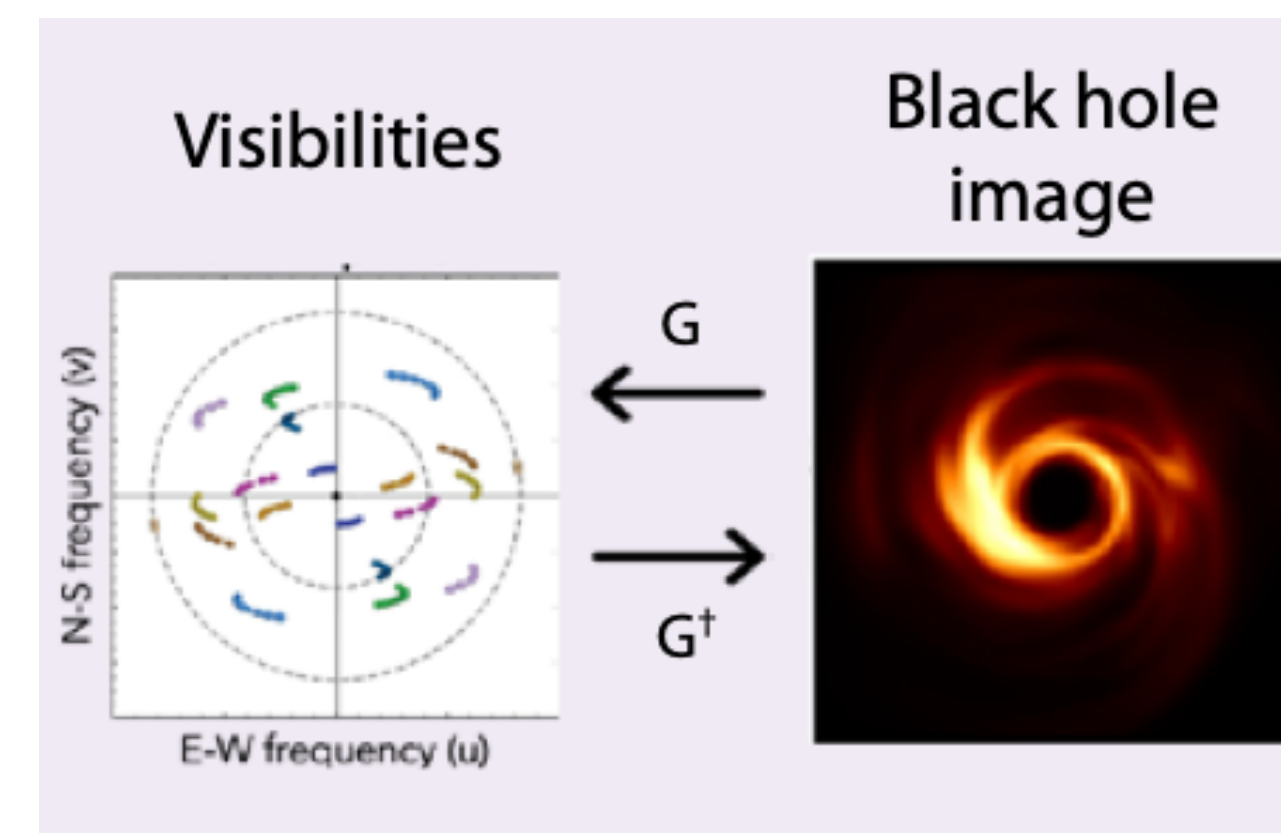 Visibilities
N-S frequency (v)
E-W frequency (u)
G
G†
Black hole
image